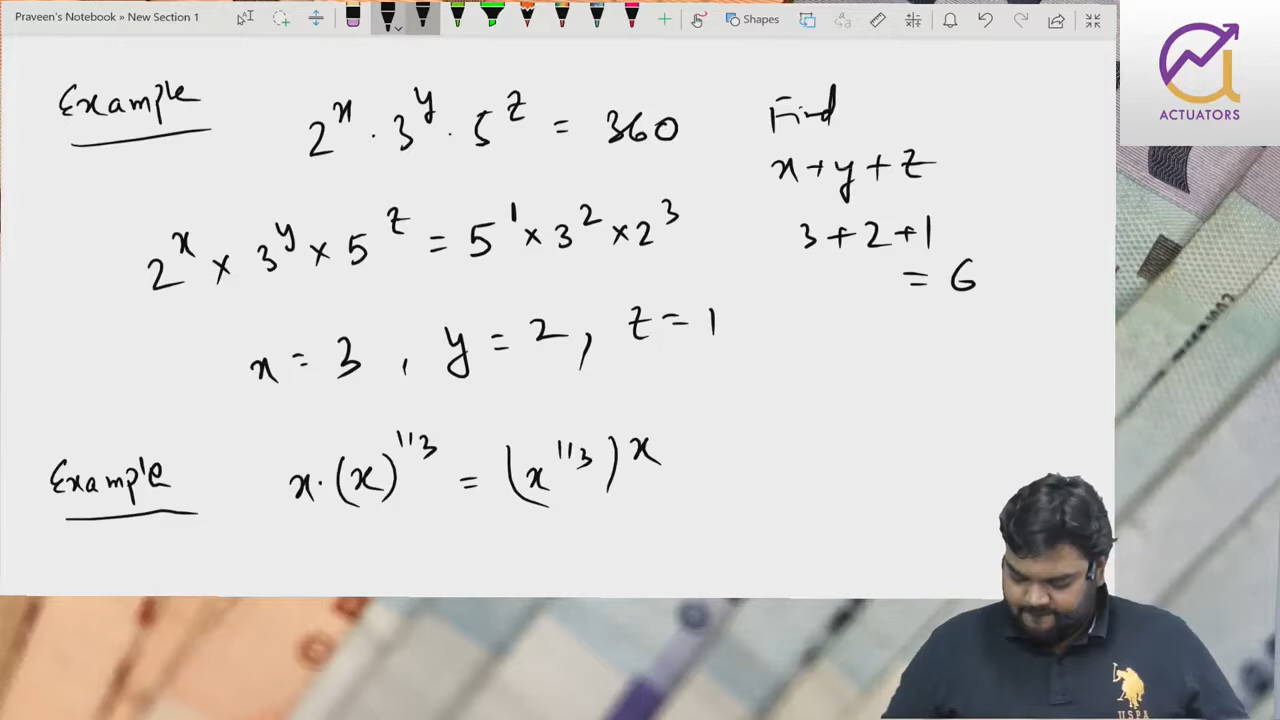 Praveen's Notebook » New Section 1
Shapes
ACTUATORS
Example
2^x · 3^y · 5^z = 360
Find
x + y + z
2^x × 3^y × 5^z = 5^1 × 3^2 × 2^3
3 + 2 + 1
= 6
x = 3 , y = 2 , z = 1
Example
x · (x)^1/3 = (x^1/3)^x
USPA